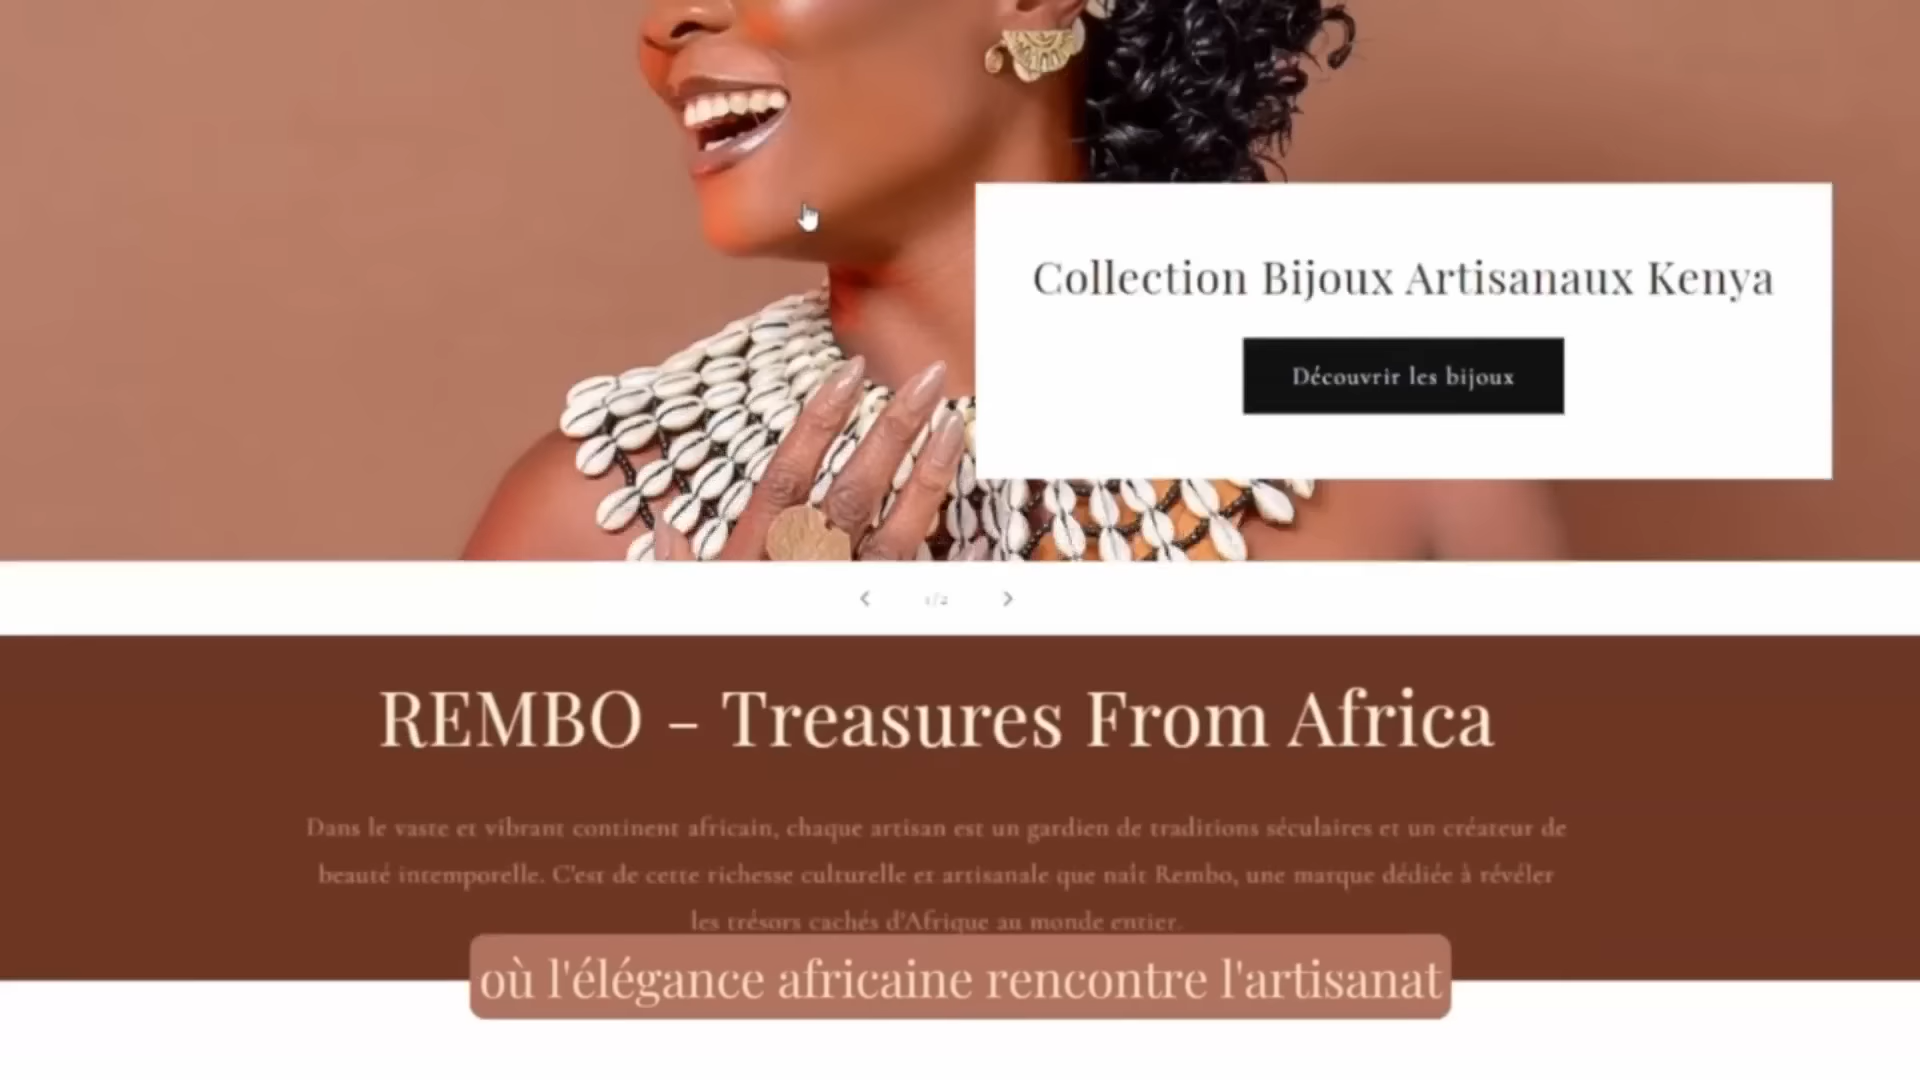 Collection Bijoux Artisanaux Kenya
Découvrir les bijoux
1/2
REMBO - Treasures From Africa
Dans le vaste et vibrant continent africain, chaque artisan est un gardien de traditions séculaires et un créateur de
beauté intemporelle. C'est de cette richesse culturelle et artisanale que naît Rembo, une marque dédiée à révéler
les trésors cachés d'Afrique au monde entier.
où l'élégance africaine rencontre l'artisanat